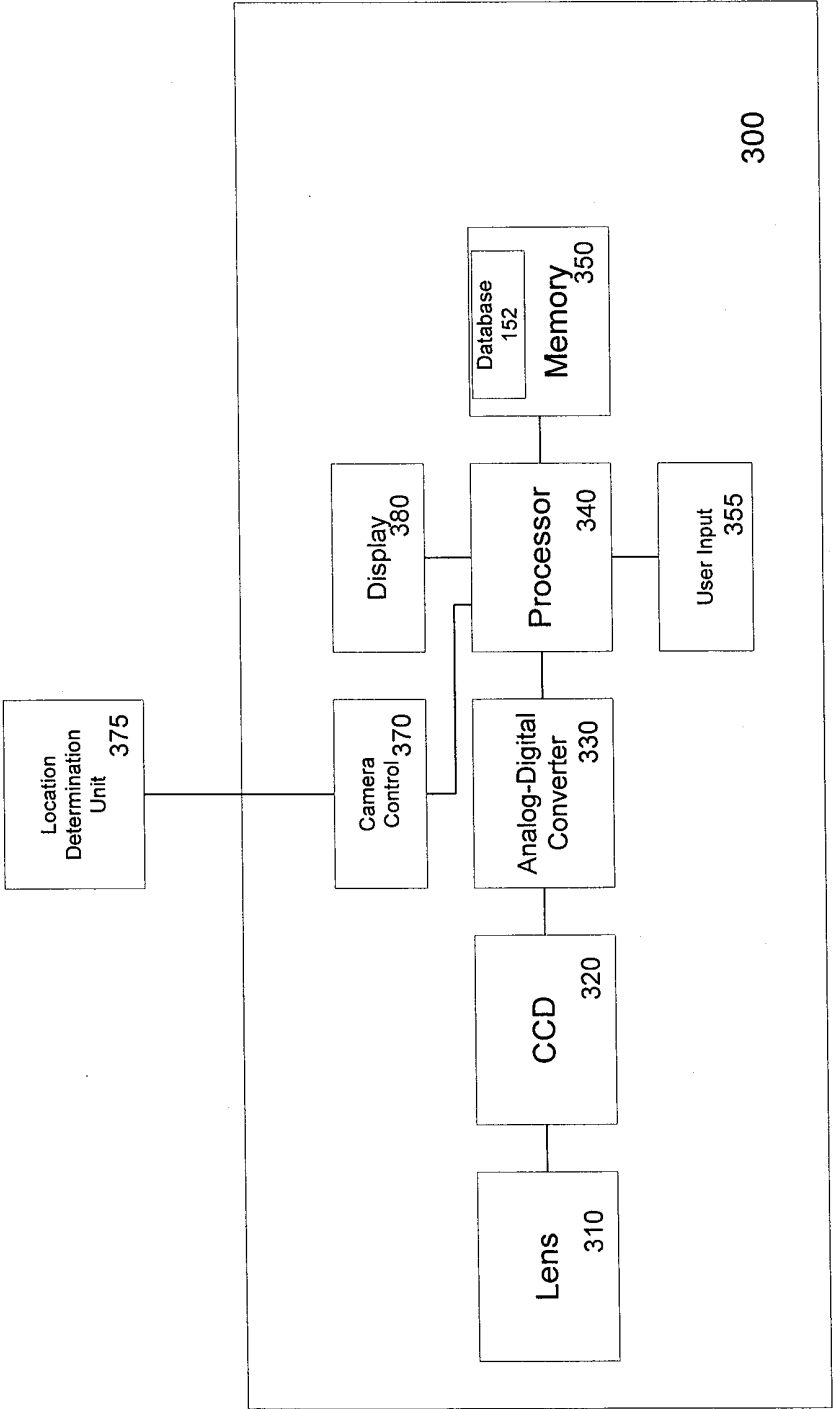 Location
Determination
Unit
375
Camera
Control
370
Display
380
Lens
310
CCD
320
Analog-Digital
Converter
330
Processor
340
Database
152
Memory
350
User Input
355
300